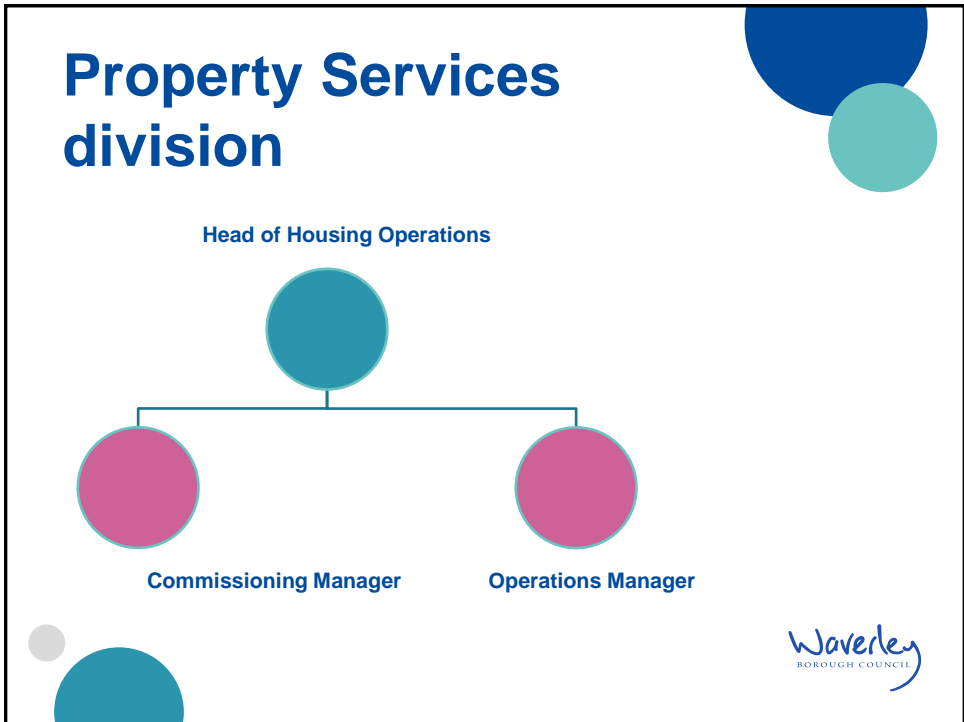 Property Services
division
Head of Housing Operations
Commissioning Manager
Operations Manager
Waverley
BOROUGH COUNCIL